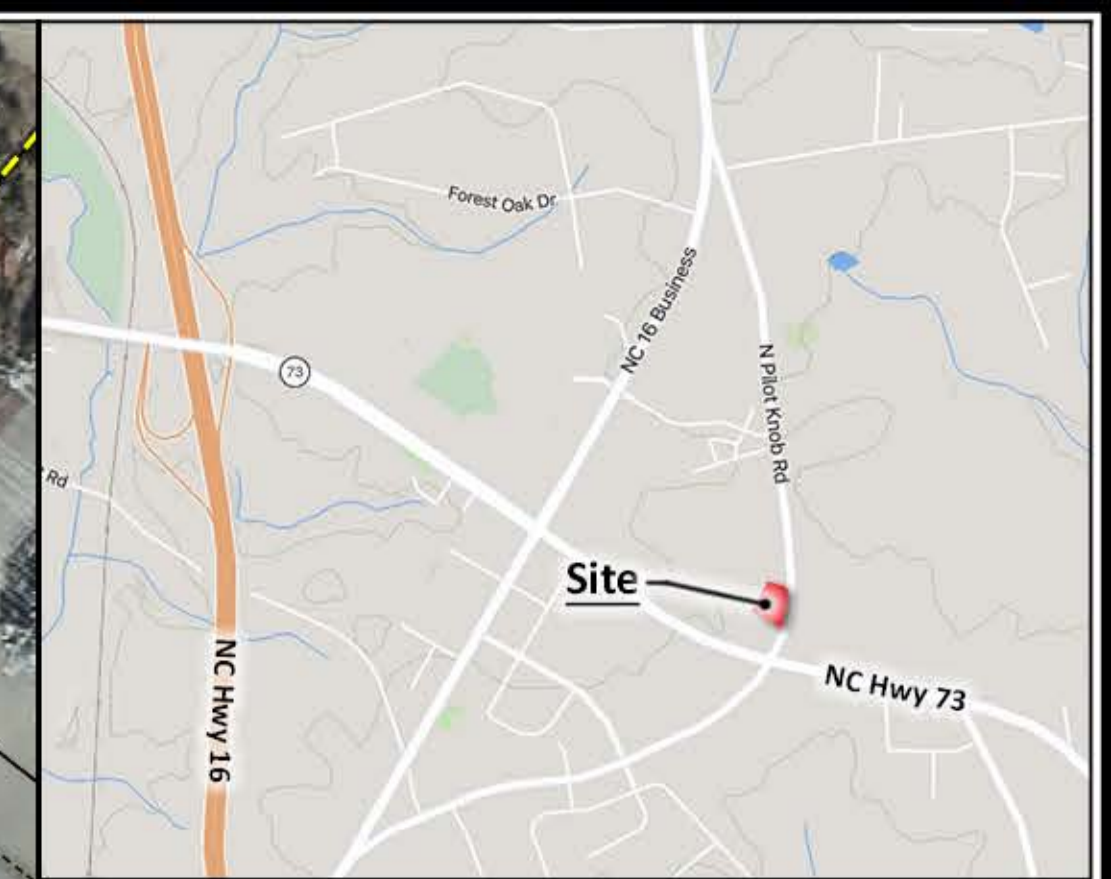 Forest Oak Dr
NC 16 Business
73
N Pilot Knob Rd
Rd
Site
NC Hwy 73
NC Hwy 16